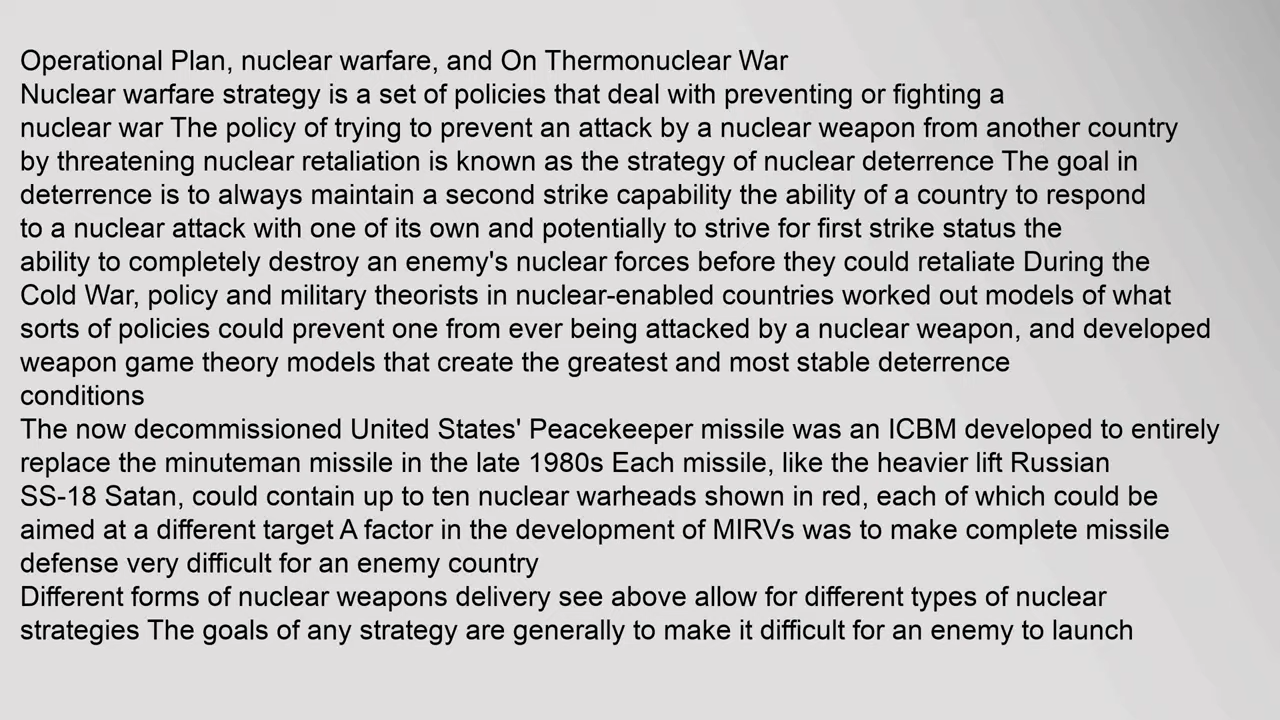 Operational Plan, nuclear warfare, and On Thermonuclear War
Nuclear warfare strategy is a set of policies that deal with preventing or fighting a
nuclear war The policy of trying to prevent an attack by a nuclear weapon from another country
by threatening nuclear retaliation is known as the strategy of nuclear deterrence The goal in
deterrence is to always maintain a second strike capability the ability of a country to respond
to a nuclear attack with one of its own and potentially to strive for first strike status the
ability to completely destroy an enemy's nuclear forces before they could retaliate During the
Cold War, policy and military theorists in nuclear-enabled countries worked out models of what
sorts of policies could prevent one from ever being attacked by a nuclear weapon, and developed
weapon game theory models that create the greatest and most stable deterrence
conditions
The now decommissioned United States' Peacekeeper missile was an ICBM developed to entirely
replace the minuteman missile in the late 1980s Each missile, like the heavier lift Russian
SS-18 Satan, could contain up to ten nuclear warheads shown in red, each of which could be
aimed at a different target A factor in the development of MIRVs was to make complete missile
defense very difficult for an enemy country
Different forms of nuclear weapons delivery see above allow for different types of nuclear
strategies The goals of any strategy are generally to make it difficult for an enemy to launch